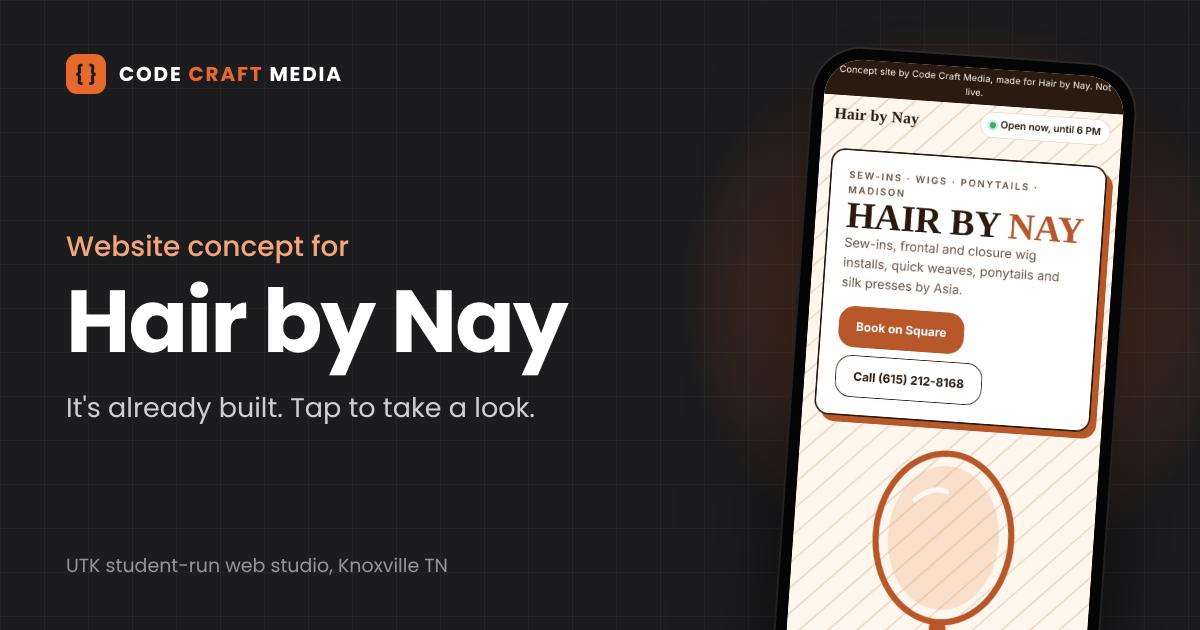 { } CODE CRAFT MEDIA
Website concept for
Hair by Nay
It's already built. Tap to take a look.
UTK student-run web studio, Knoxville TN
Concept site by Code Craft Media, made for Hair by Nay. Not
live.
Hair by Nay
Open now, until 6 PM
SEW-INS · WIGS · PONYTAILS ·
MADISON
HAIR BY NAY
Sew-ins, frontal and closure wig
installs, quick weaves, ponytails and
silk presses by Asia.
Book on Square
Call (615) 212-8168